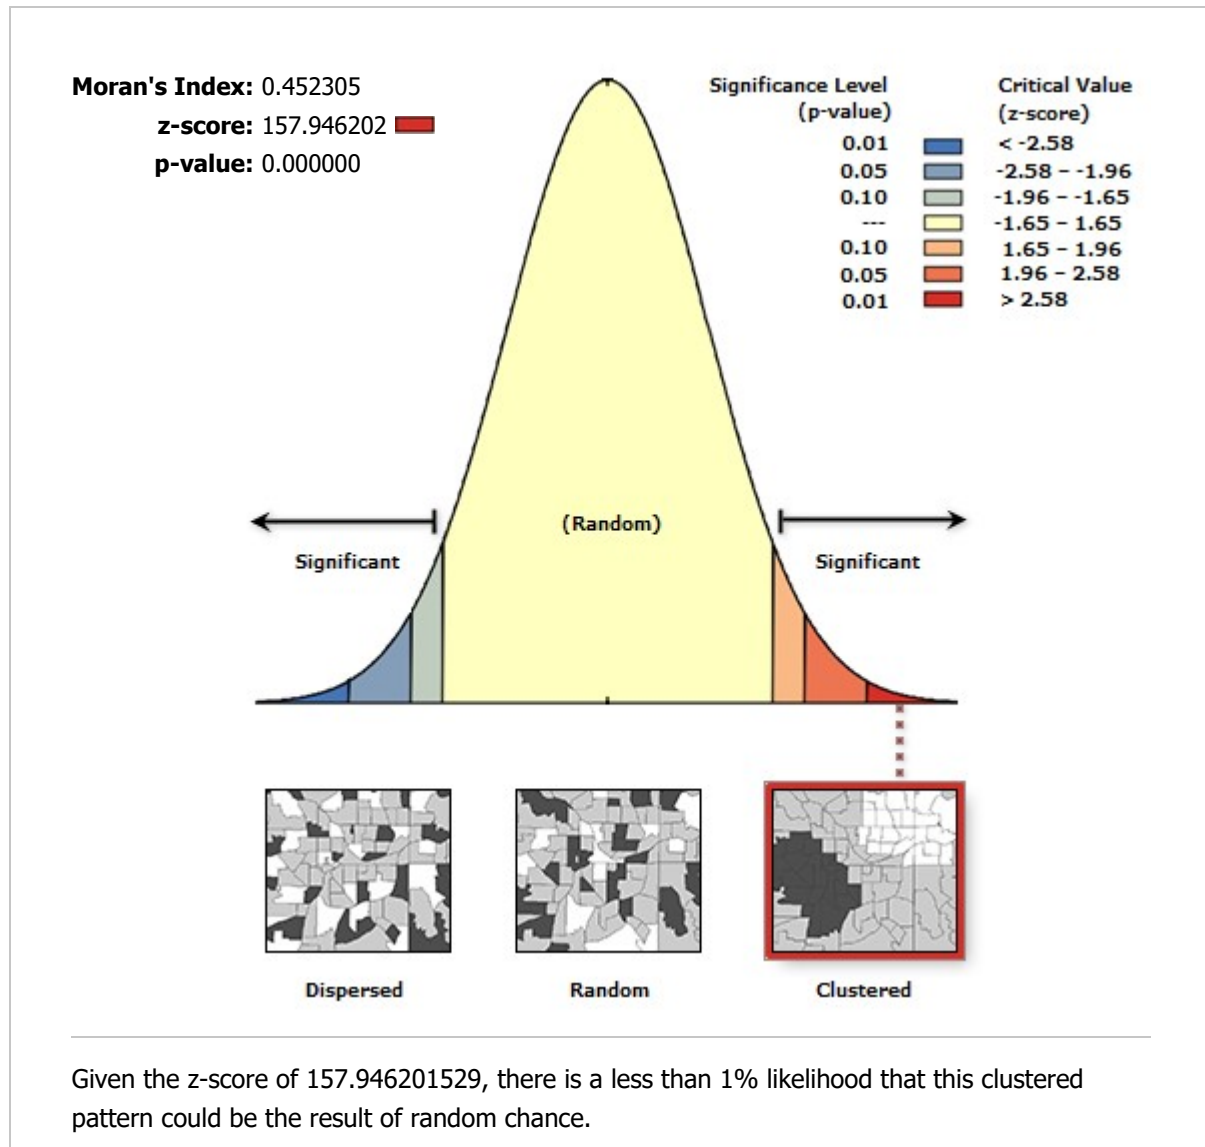 Moran's Index: 0.452305
z-score: 157.946202
p-value: 0.000000
Significance Level
(p-value)
Critical Value
(z-score)
0.01 < -2.58
0.05 -2.58 – -1.96
0.10 -1.96 – -1.65
--- -1.65 – 1.65
0.10 1.65 – 1.96
0.05 1.96 – 2.58
0.01 > 2.58
(Random)
Significant
Significant
Dispersed
Random
Clustered
Given the z-score of 157.946201529, there is a less than 1% likelihood that this clustered
pattern could be the result of random chance.